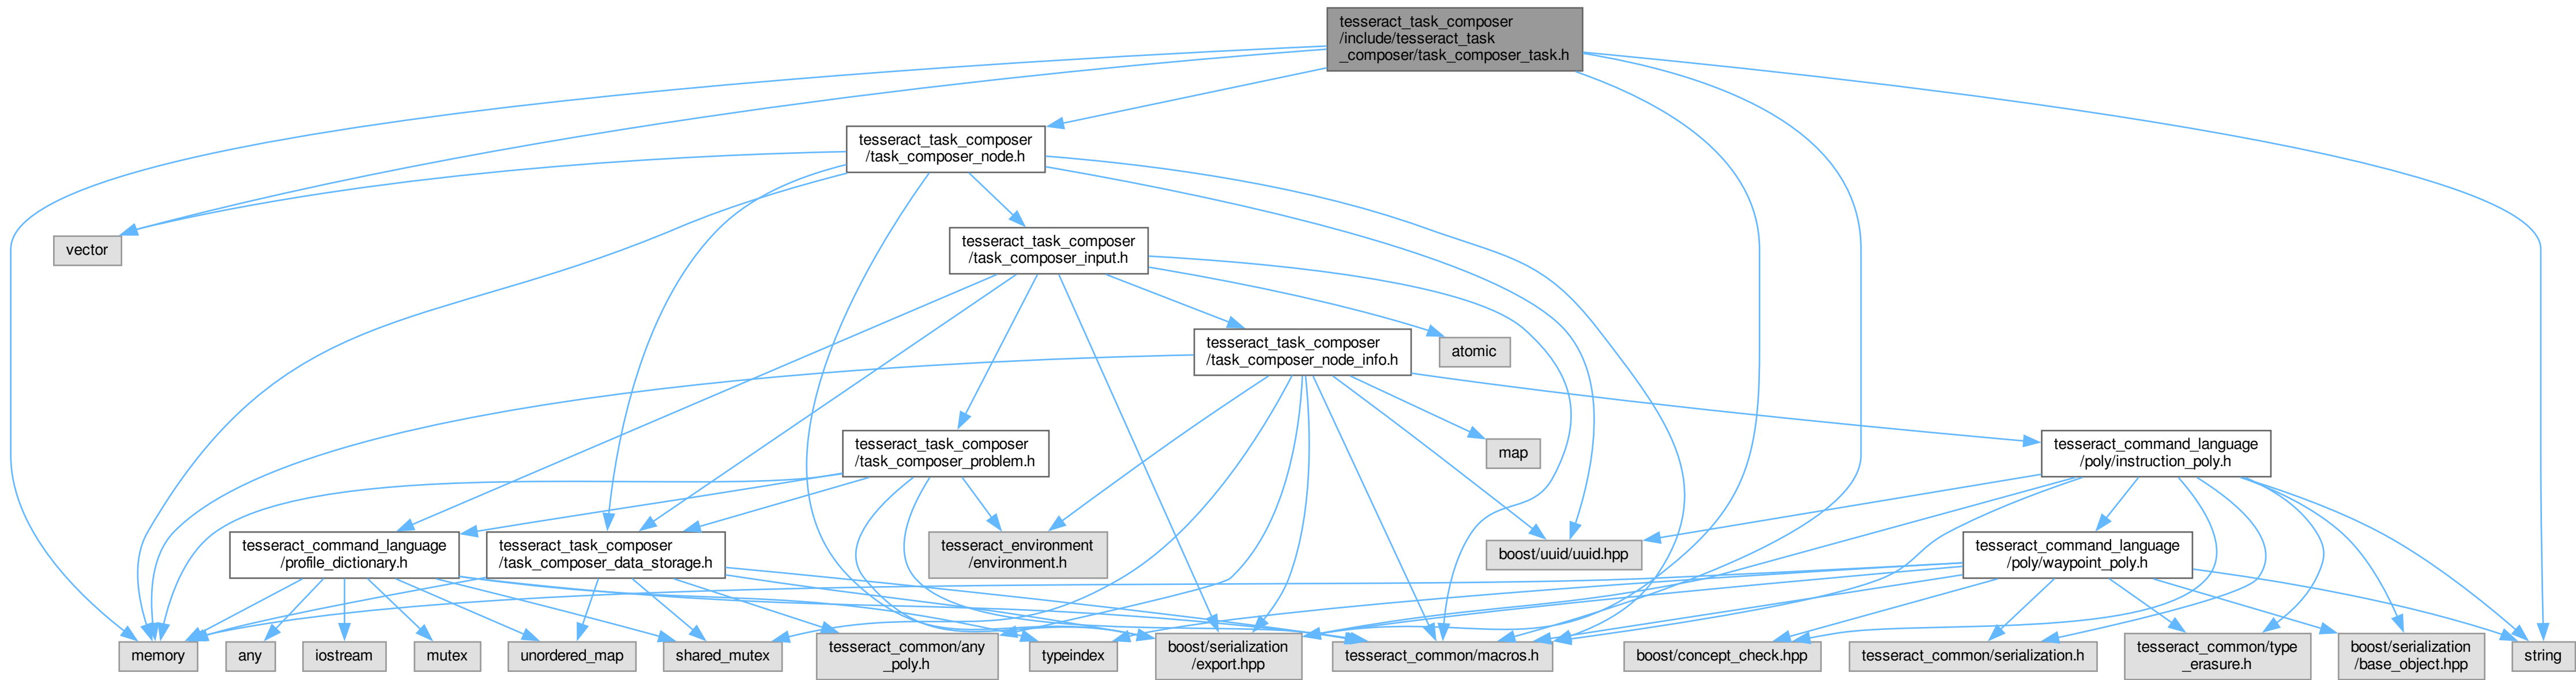 tesseract_task_composer
/include/tesseract_task
_composer/task_composer_task.h
tesseract_task_composer
/task_composer_node.h
vector
tesseract_task_composer
/task_composer_input.h
tesseract_task_composer
/task_composer_node_info.h
atomic
tesseract_task_composer
/task_composer_problem.h
map
tesseract_command_language
/poly/instruction_poly.h
tesseract_command_language
/profile_dictionary.h
tesseract_task_composer
/task_composer_data_storage.h
tesseract_environment
/environment.h
boost/uuid/uuid.hpp
tesseract_command_language
/poly/waypoint_poly.h
memory
any
iostream
mutex
unordered_map
shared_mutex
tesseract_common/any
_poly.h
typeindex
boost/serialization
/export.hpp
tesseract_common/macros.h
boost/concept_check.hpp
tesseract_common/serialization.h
tesseract_common/type
_erasure.h
boost/serialization
/base_object.hpp
string